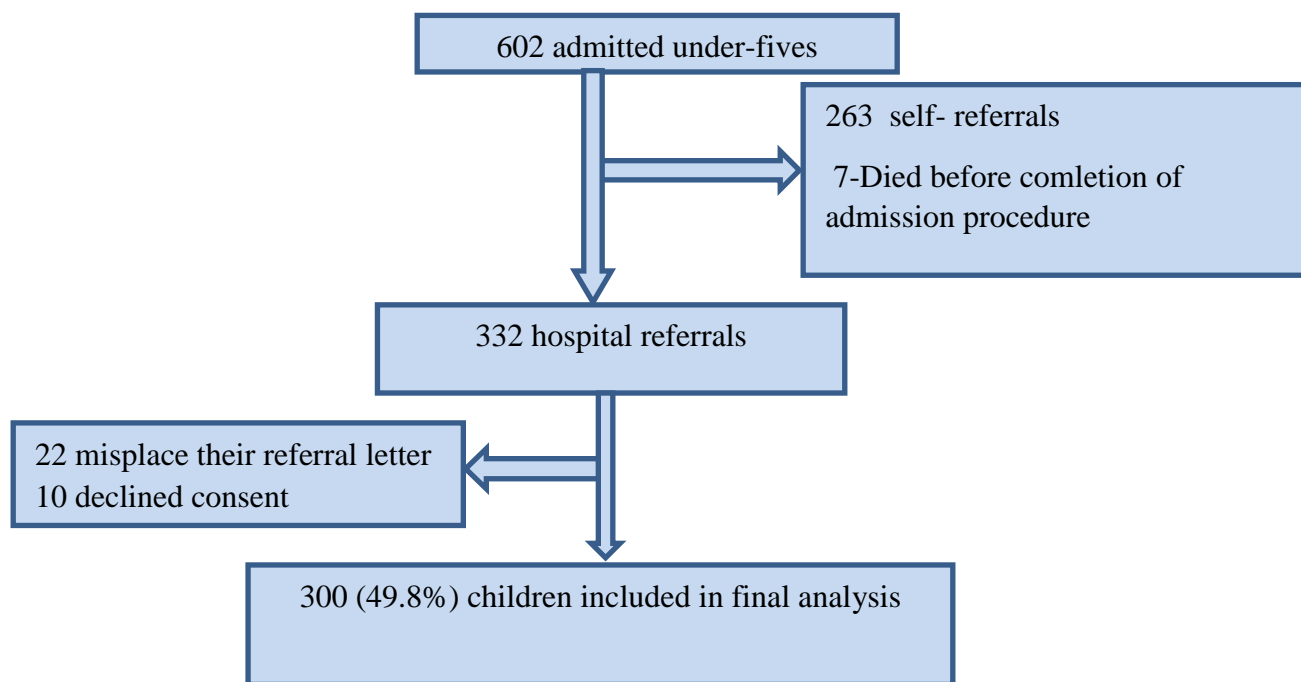 602 admitted under-fives
263 self- referrals
7-Died before comletion of
admission procedure
332 hospital referrals
22 misplace their referral letter
10 declined consent
300 (49.8%) children included in final analysis